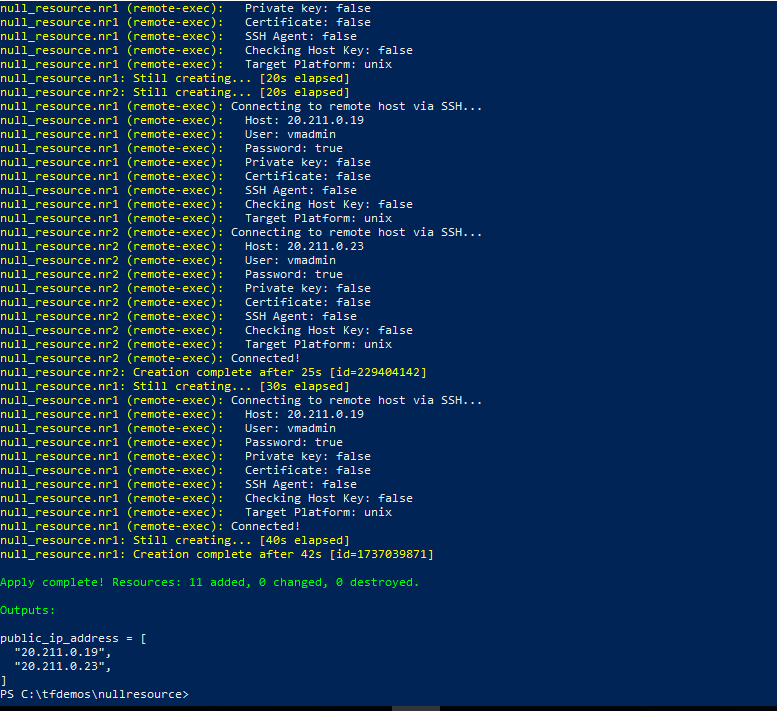 null_resource.nr1 (remote-exec):   Private key: false
null_resource.nr1 (remote-exec):   Certificate: false
null_resource.nr1 (remote-exec):   SSH Agent: false
null_resource.nr1 (remote-exec):   Checking Host Key: false
null_resource.nr1 (remote-exec):   Target Platform: unix
null_resource.nr1: Still creating... [20s elapsed]
null_resource.nr2: Still creating... [20s elapsed]
null_resource.nr1 (remote-exec): Connecting to remote host via SSH...
null_resource.nr1 (remote-exec):   Host: 20.211.0.19
null_resource.nr1 (remote-exec):   User: vmadmin
null_resource.nr1 (remote-exec):   Password: true
null_resource.nr1 (remote-exec):   Private key: false
null_resource.nr1 (remote-exec):   Certificate: false
null_resource.nr1 (remote-exec):   SSH Agent: false
null_resource.nr1 (remote-exec):   Checking Host Key: false
null_resource.nr1 (remote-exec):   Target Platform: unix
null_resource.nr2 (remote-exec): Connecting to remote host via SSH...
null_resource.nr2 (remote-exec):   Host: 20.211.0.23
null_resource.nr2 (remote-exec):   User: vmadmin
null_resource.nr2 (remote-exec):   Password: true
null_resource.nr2 (remote-exec):   Private key: false
null_resource.nr2 (remote-exec):   Certificate: false
null_resource.nr2 (remote-exec):   SSH Agent: false
null_resource.nr2 (remote-exec):   Checking Host Key: false
null_resource.nr2 (remote-exec):   Target Platform: unix
null_resource.nr2 (remote-exec): Connected!
null_resource.nr2: Creation complete after 25s [id=229404142]
null_resource.nr1: Still creating... [30s elapsed]
null_resource.nr1 (remote-exec): Connecting to remote host via SSH...
null_resource.nr1 (remote-exec):   Host: 20.211.0.19
null_resource.nr1 (remote-exec):   User: vmadmin
null_resource.nr1 (remote-exec):   Password: true
null_resource.nr1 (remote-exec):   Private key: false
null_resource.nr1 (remote-exec):   Certificate: false
null_resource.nr1 (remote-exec):   SSH Agent: false
null_resource.nr1 (remote-exec):   Checking Host Key: false
null_resource.nr1 (remote-exec):   Target Platform: unix
null_resource.nr1 (remote-exec): Connected!
null_resource.nr1: Still creating... [40s elapsed]
null_resource.nr1: Creation complete after 42s [id=1737039871]
Apply complete! Resources: 11 added, 0 changed, 0 destroyed.
Outputs:
public_ip_address = [
  "20.211.0.19",
  "20.211.0.23",
]
PS C:\tfdemos\nullresource>